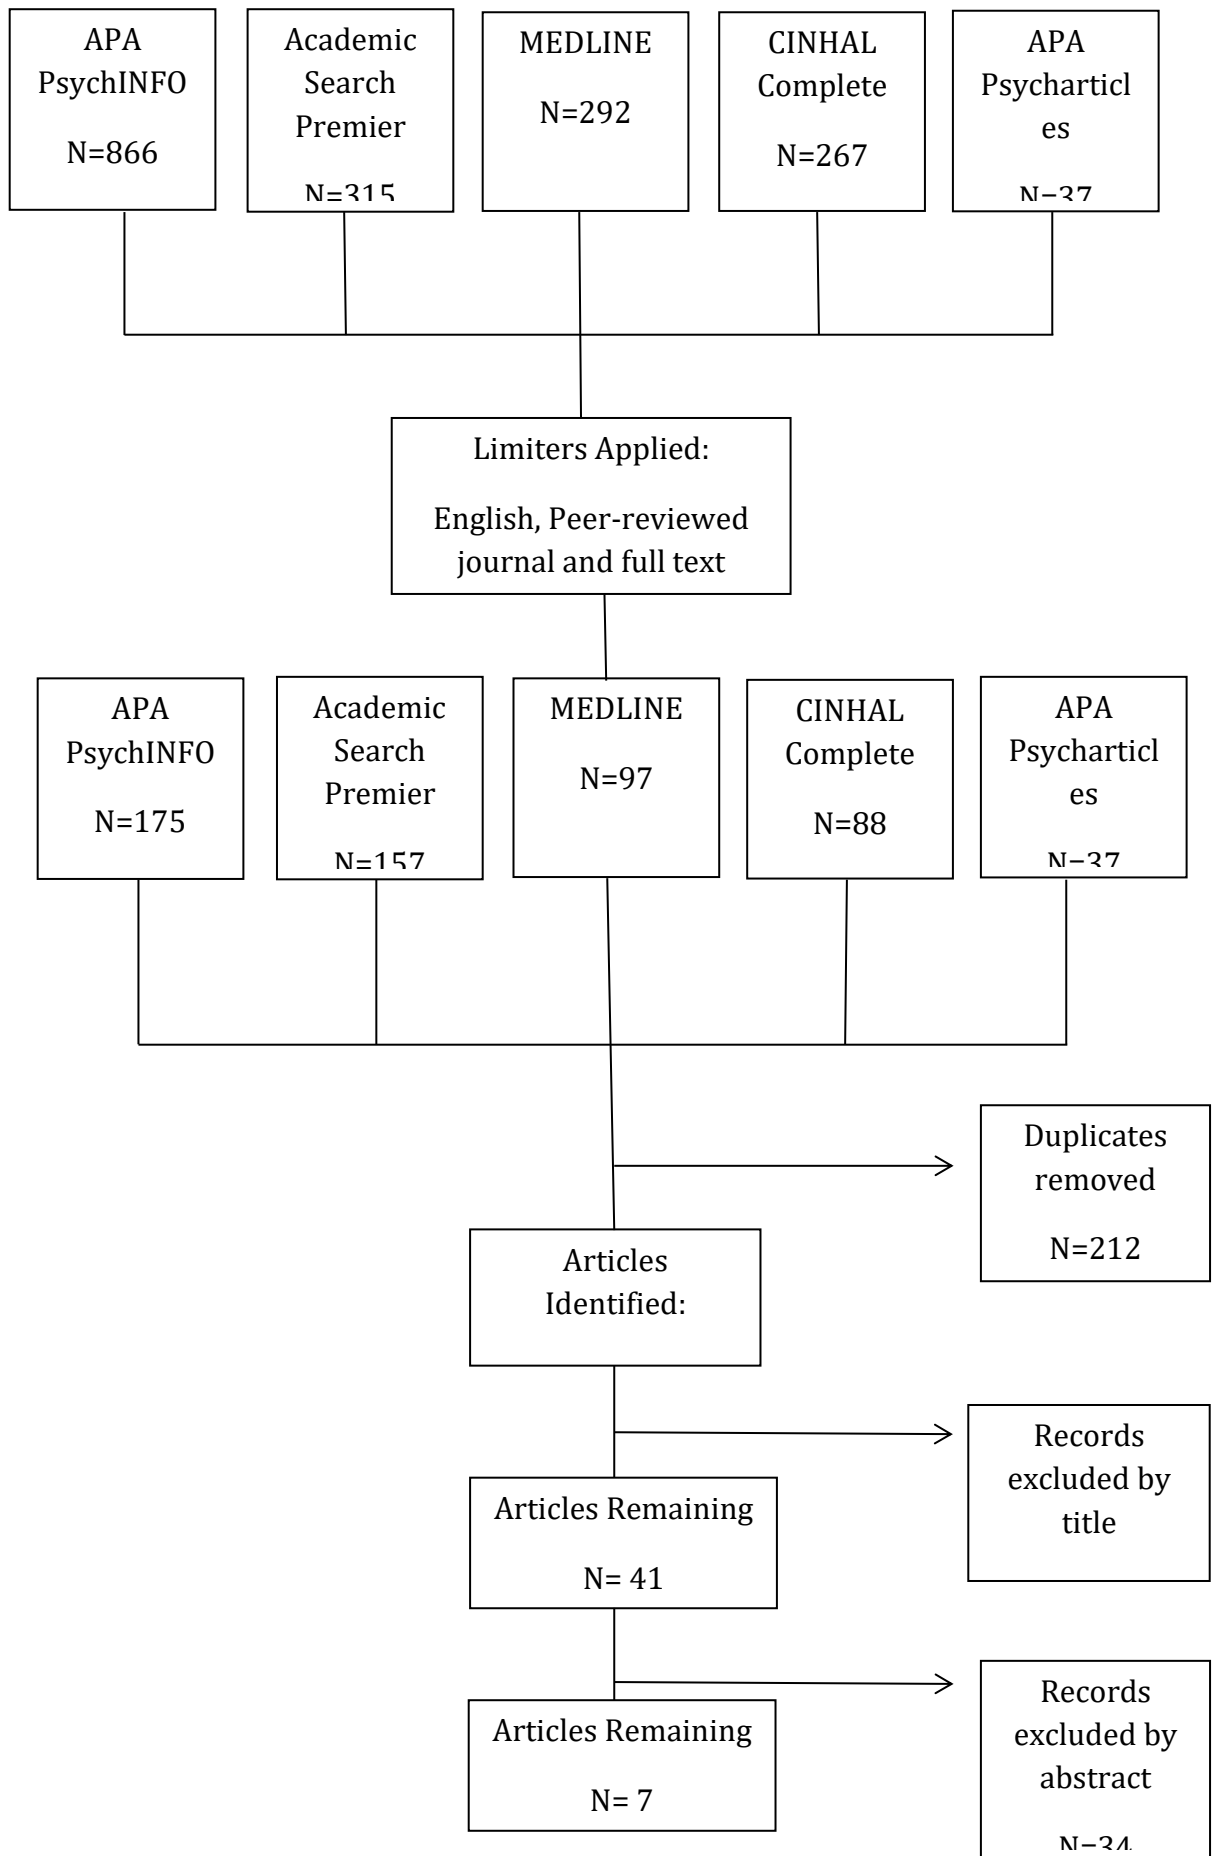 APA
PsychINFO
N=866
Academic
Search
Premier
N=315
MEDLINE
N=292
CINHAL
Complete
N=267
APA
Psycharticl
es
N=37
Limiters Applied:
English, Peer-reviewed
journal and full text
APA
PsychINFO
N=175
Academic
Search
Premier
N=157
MEDLINE
N=97
CINHAL
Complete
N=88
APA
Psycharticl
es
N=37
Duplicates
removed
N=212
Articles
Identified:
Records
excluded by
title
Articles Remaining
N= 41
Records
excluded by
abstract
N=34
Articles Remaining
N= 7